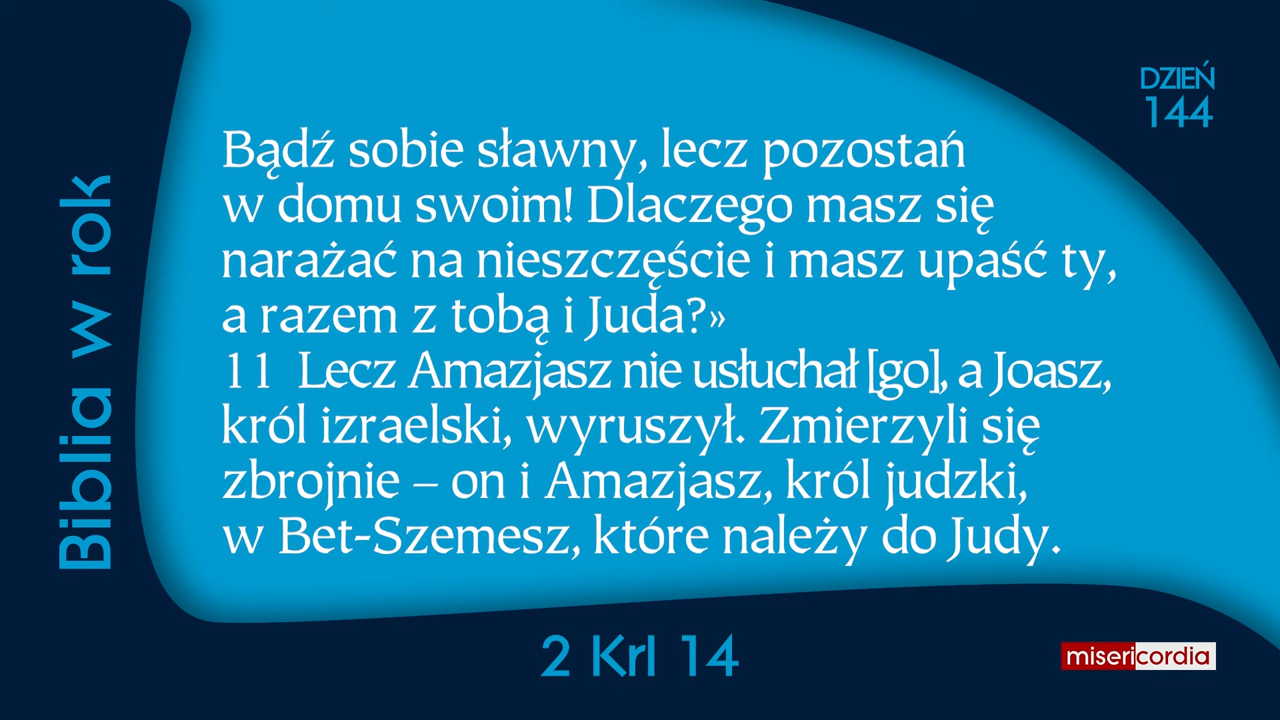 DZIEŃ
144
Biblia w rok
Bądź sobie sławny, lecz pozostań
w domu swoim! Dlaczego masz się
narażać na nieszczęście i masz upaść ty,
a razem z tobą i Juda?»
11 Lecz Amazjasz nie usłuchał [go], a Joasz,
król izraelski, wyruszył. Zmierzyli się
zbrojnie – on i Amazjasz, król judzki,
w Bet-Szemesz, które należy do Judy.
2 Krl 14
misericordia